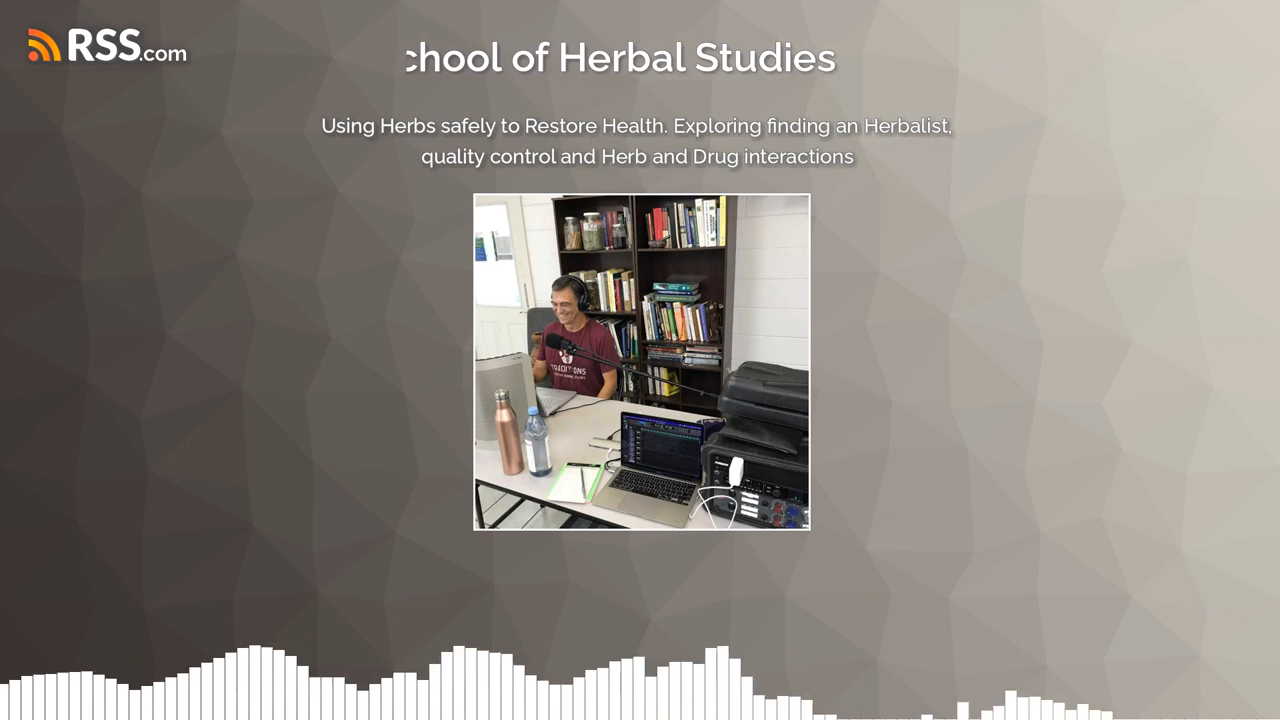 RSS.com
chool of Herbal Studies
Using Herbs safely to Restore Health. Exploring finding an Herbalist,
quality control and Herb and Drug interactions
TRADITIONS